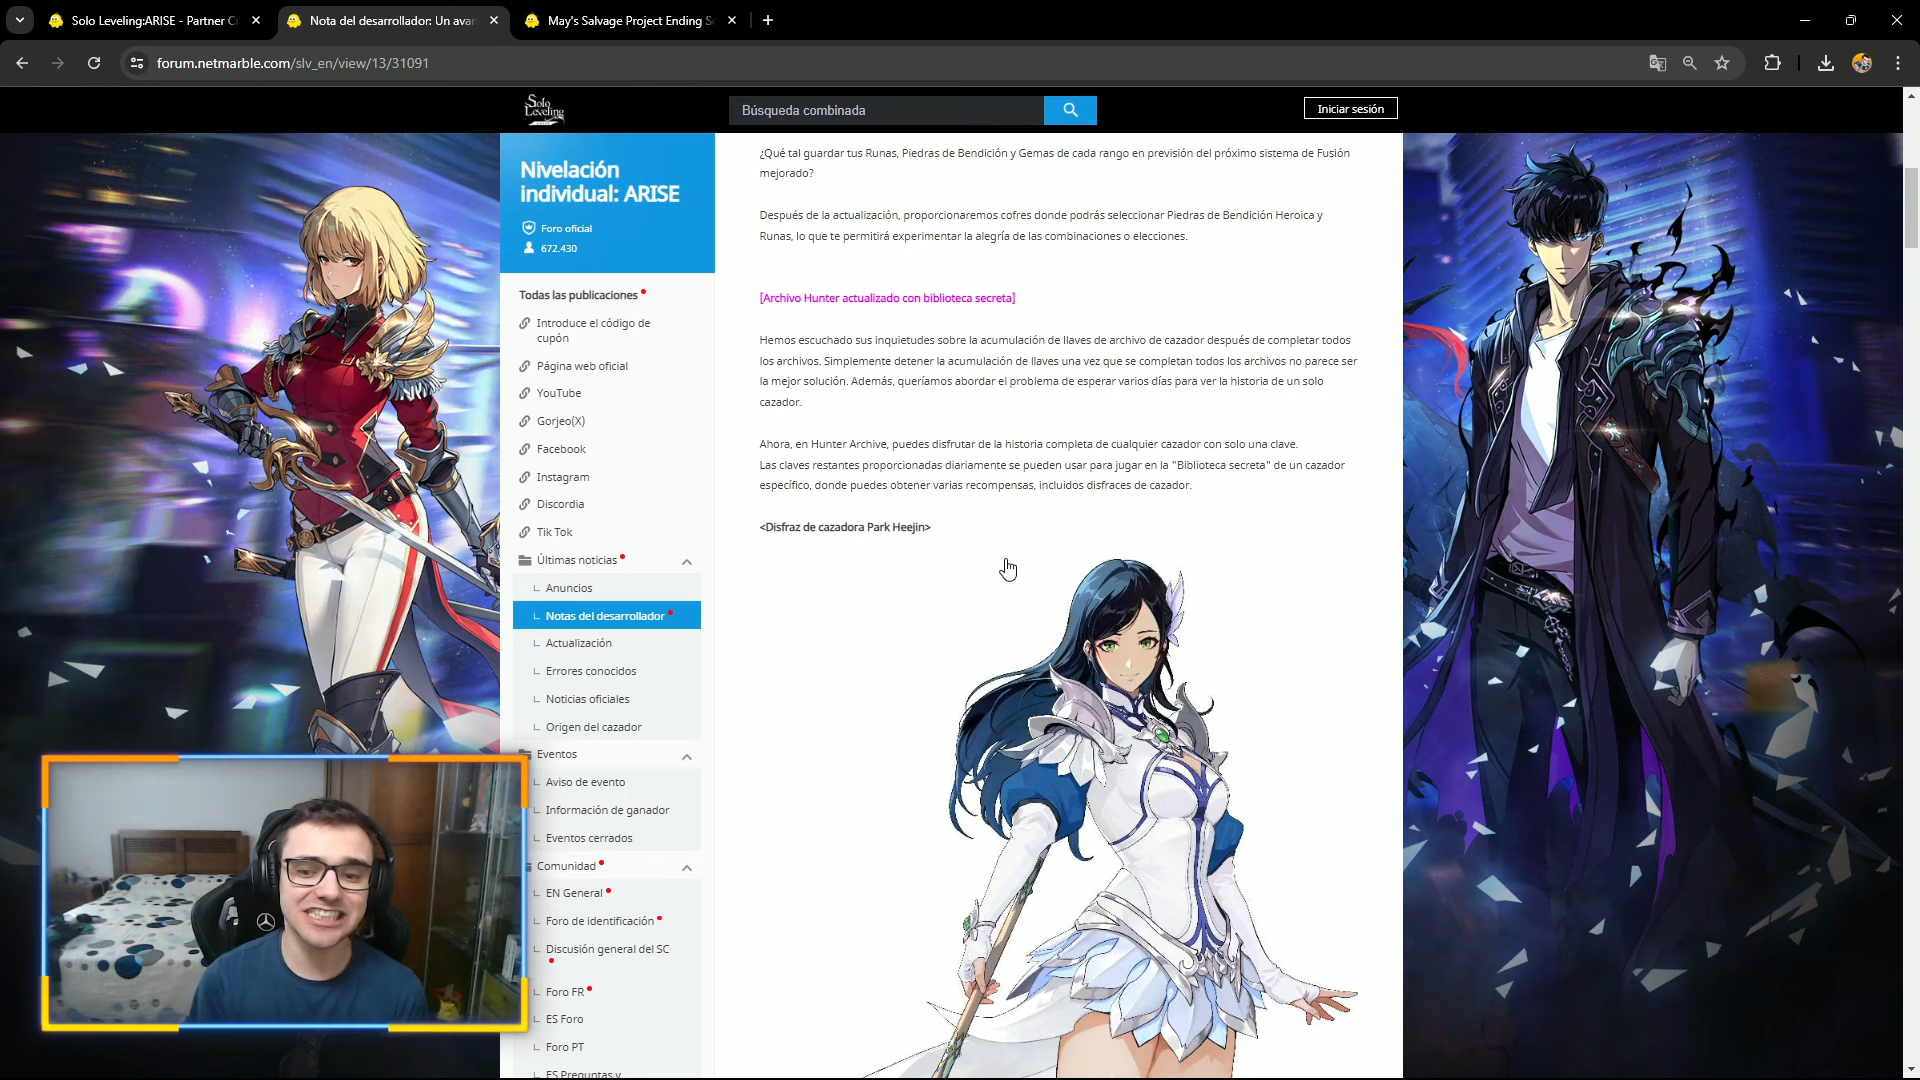 Solo Leveling:ARISE - Partner C
Nota del desarrollador: Un avan
May's Salvage Project Ending S
forum.netmarble.com/slv_en/view/13/31091
Solo
Leveling
Búsqueda combinada
Iniciar sesión
Nivelación
individual: ARISE
Foro oficial
672.430
Todas las publicaciones
Introduce el código de
cupón
Página web oficial
YouTube
Gorjeo(X)
Facebook
Instagram
Discordia
Tik Tok
Últimas noticias
Anuncios
Notas del desarrollador
Actualización
Errores conocidos
Noticias oficiales
Origen del cazador
Eventos
Aviso de evento
Información de ganador
Eventos cerrados
Comunidad
EN General
Foro de identificación
Discusión general del SC
Foro FR
ES Foro
Foro PT
ES Preguntas y
¿Qué tal guardar tus Runas, Piedras de Bendición y Gemas de cada rango en previsión del próximo sistema de Fusión
mejorado?
Después de la actualización, proporcionaremos cofres donde podrás seleccionar Piedras de Bendición Heroica y
Runas, lo que te permitirá experimentar la alegría de las combinaciones o elecciones.
[Archivo Hunter actualizado con biblioteca secreta]
Hemos escuchado sus inquietudes sobre la acumulación de llaves de archivo de cazador después de completar todos
los archivos. Simplemente detener la acumulación de llaves una vez que se completan todos los archivos no parece ser
la mejor solución. Además, queríamos abordar el problema de esperar varios días para ver la historia de un solo
cazador.
Ahora, en Hunter Archive, puedes disfrutar de la historia completa de cualquier cazador con solo una clave.
Las claves restantes proporcionadas diariamente se pueden usar para jugar en la "Biblioteca secreta" de un cazador
específico, donde puedes obtener varias recompensas, incluidos disfraces de cazador.
<Disfraz de cazadora Park Heejin>